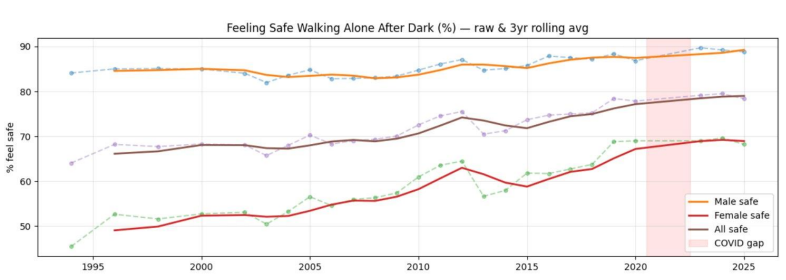 Feeling Safe Walking Alone After Dark (%) — raw & 3yr rolling avg
90
80
70
60
50
% feel safe
1995
2000
2005
2010
2015
2020
2025
Male safe
Female safe
All safe
COVID gap